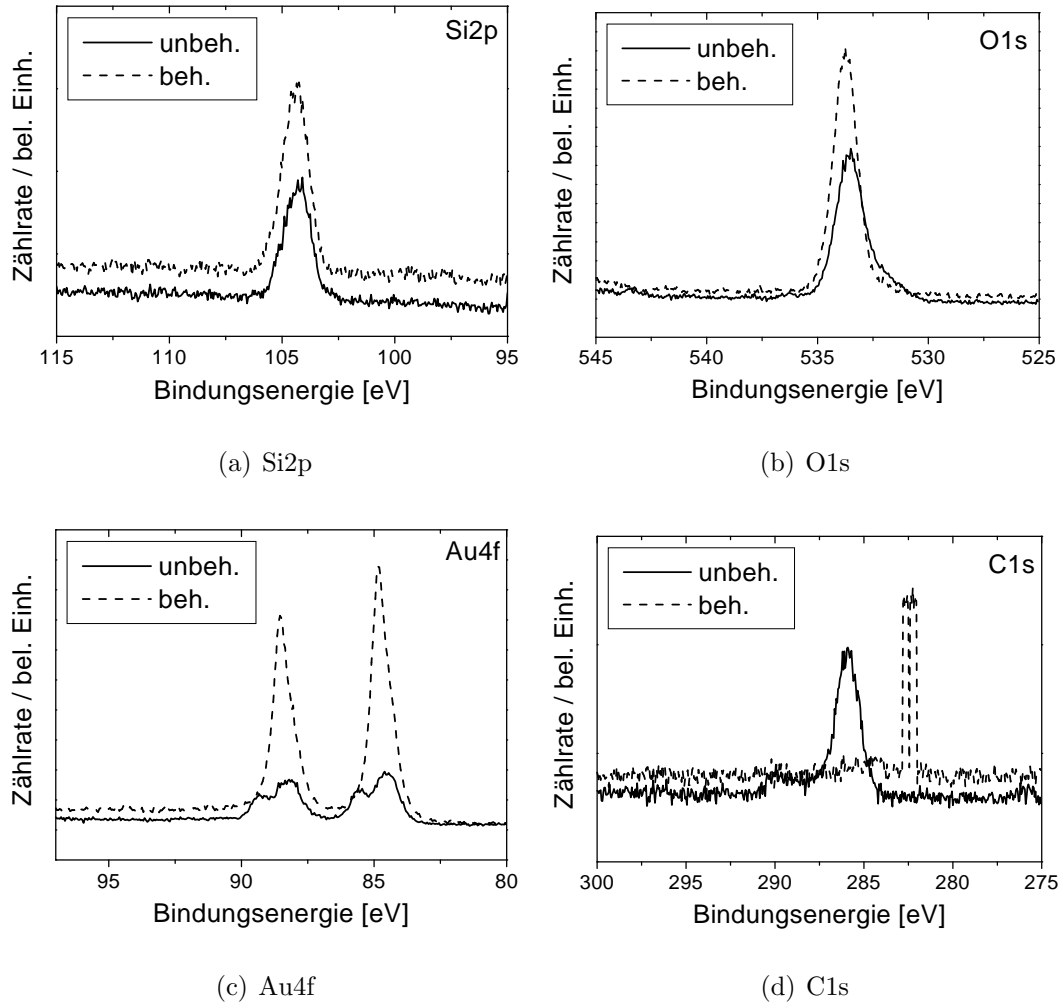 Si2p
unbeh.
beh.
Zählrate / bel. Einh.
115 110 105 100 95
Bindungsenergie [eV]
(a) Si2p
O1s
unbeh.
beh.
Zählrate / bel. Einh.
545 540 535 530 525
Bindungsenergie [eV]
(b) O1s
Au4f
unbeh.
beh.
Zählrate / bel. Einh.
95 90 85 80
Bindungsenergie [eV]
(c) Au4f
C1s
unbeh.
beh.
Zählrate / bel. Einh.
300 295 290 285 280 275
Bindungsenergie [eV]
(d) C1s